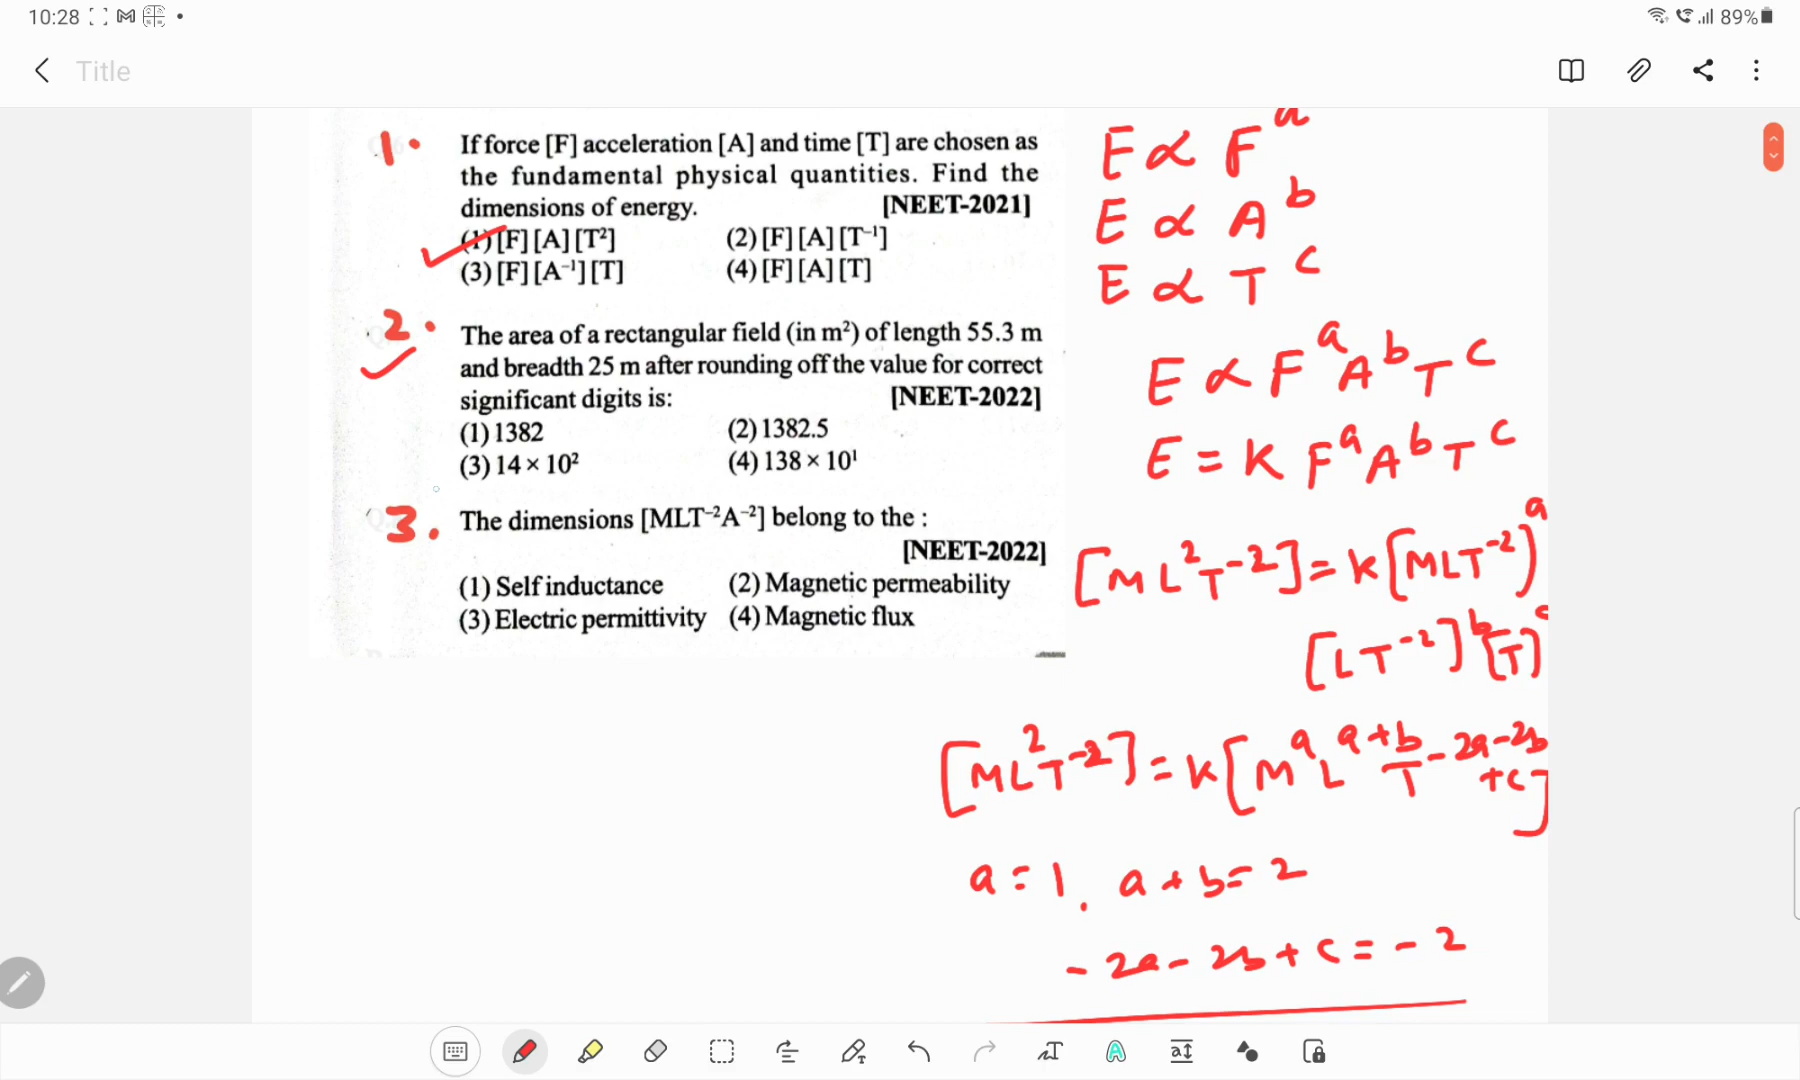 10:28
89%
Title
1.
If force [F] acceleration [A] and time [T] are chosen as
the fundamental physical quantities. Find the
dimensions of energy. [NEET-2021]
(1) [F] [A] [T²] (2) [F] [A] [T⁻¹]
(3) [F] [A⁻¹] [T] (4) [F] [A] [T]
2.
The area of a rectangular field (in m²) of length 55.3 m
and breadth 25 m after rounding off the value for correct
significant digits is: [NEET-2022]
(1) 1382 (2) 1382.5
(3) 14 × 10² (4) 138 × 10¹
3.
The dimensions [MLT⁻²A⁻²] belong to the :
[NEET-2022]
(1) Self inductance (2) Magnetic permeability
(3) Electric permittivity (4) Magnetic flux
E ∝ F^a
E ∝ A^b
E ∝ T^c
E ∝ F^a A^b T^c
E = K F^a A^b T^c
[ML²T⁻²] = K[MLT⁻²]^a
[LT⁻²]^b [T]^c
[ML²T⁻²] = K[M^a L^a+b T^-2a-2b
+c]
a = 1, a + b = 2
-2a - 2b + c = -2